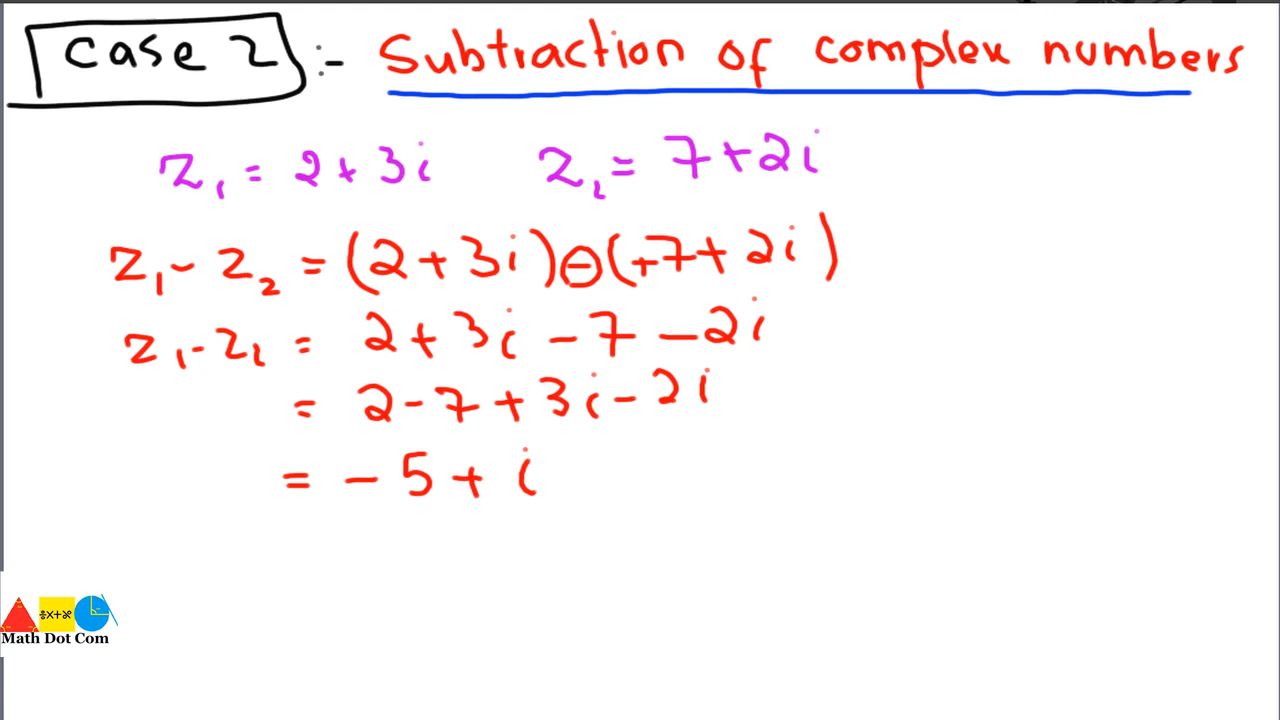 Case 2 :- Subtraction of complex numbers
z₁ = 2 + 3i z₂ = 7 + 2i
z₁ - z₂ = (2 + 3i) ⊖ (+7 + 2i)
z₁ - z₂ = 2 + 3i - 7 - 2i
= 2 - 7 + 3i - 2i
= - 5 + i
Math Dot Com